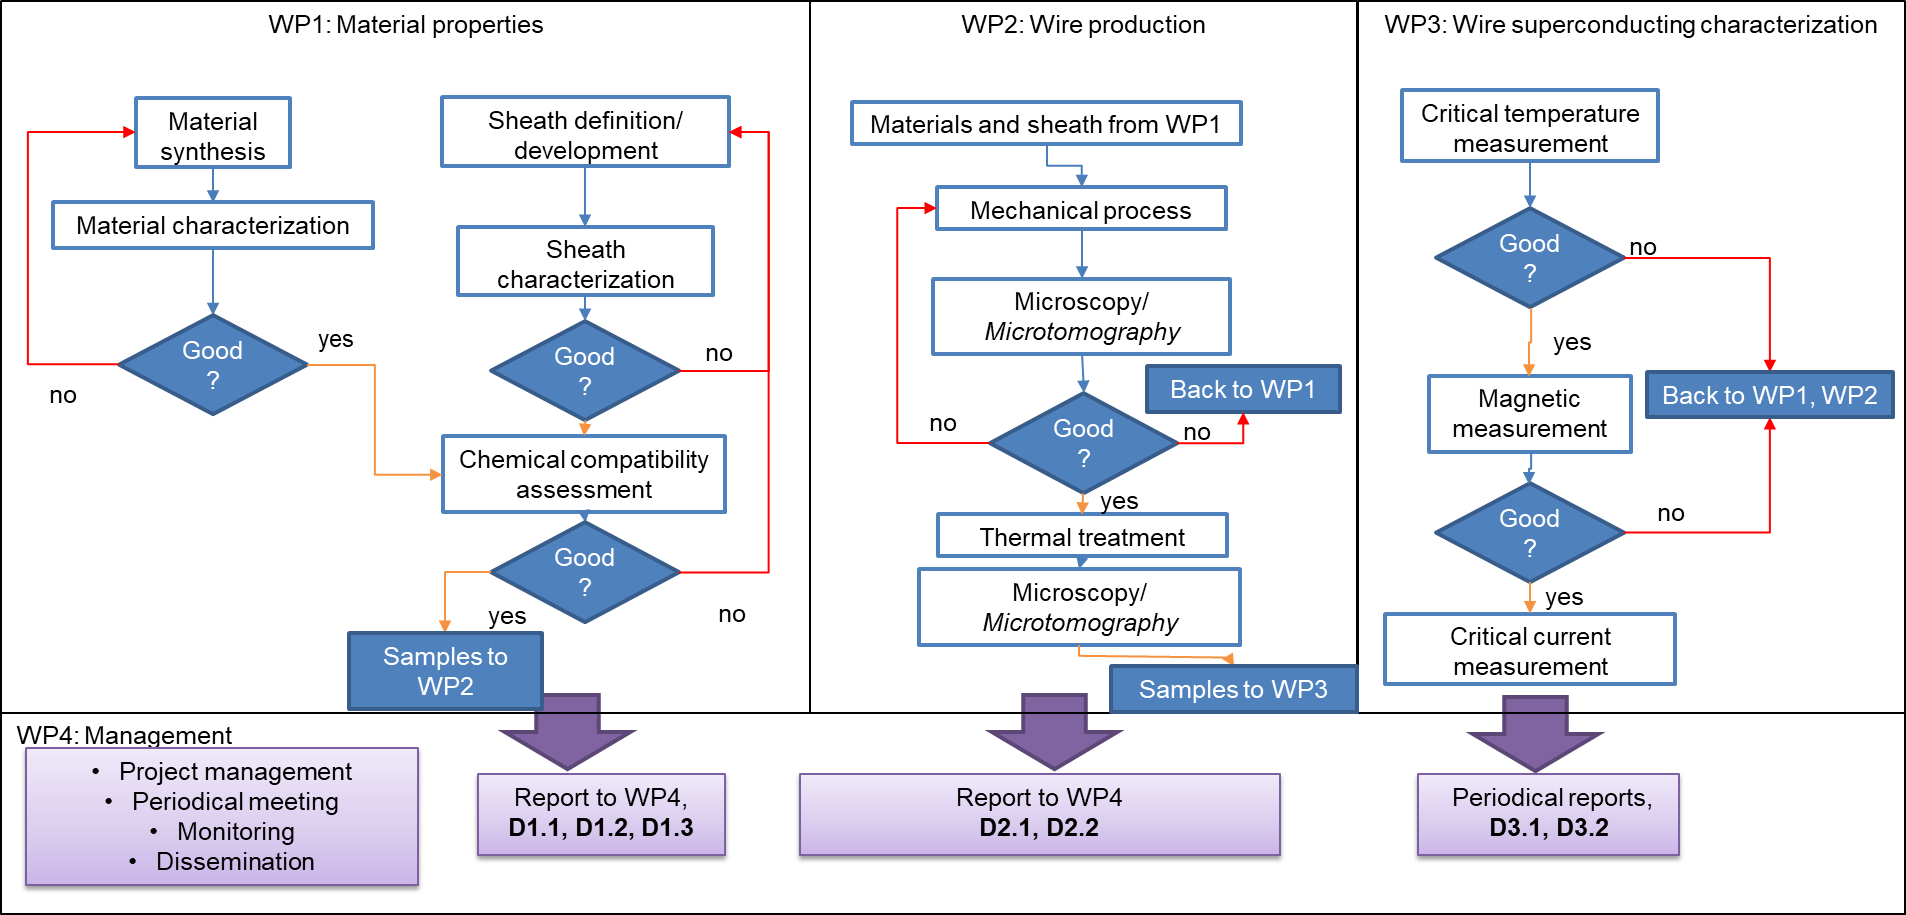 WP1: Material properties
Material
synthesis
Sheath definition/
development
Material characterization
Sheath
characterization
Good
?
yes
no
Good
?
no
Chemical compatibility
assessment
Good
?
yes
no
Samples to
WP2
WP2: Wire production
Materials and sheath from WP1
Mechanical process
Microscopy/
Microtomography
Back to WP1
no
Good
?
no
yes
Thermal treatment
Microscopy/
Microtomography
Samples to WP3
WP3: Wire superconducting characterization
Critical temperature
measurement
Good
?
no
yes
Magnetic
measurement
Back to WP1, WP2
Good
?
no
yes
Critical current
measurement
WP4: Management
• Project management
• Periodical meeting
• Monitoring
• Dissemination
Report to WP4,
D1.1, D1.2, D1.3
Report to WP4
D2.1, D2.2
Periodical reports,
D3.1, D3.2